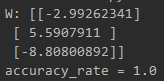 W: [[-2.99262341]
 [ 5.5907911 ]
 [-8.80800892]]
accuracy_rate = 1.0